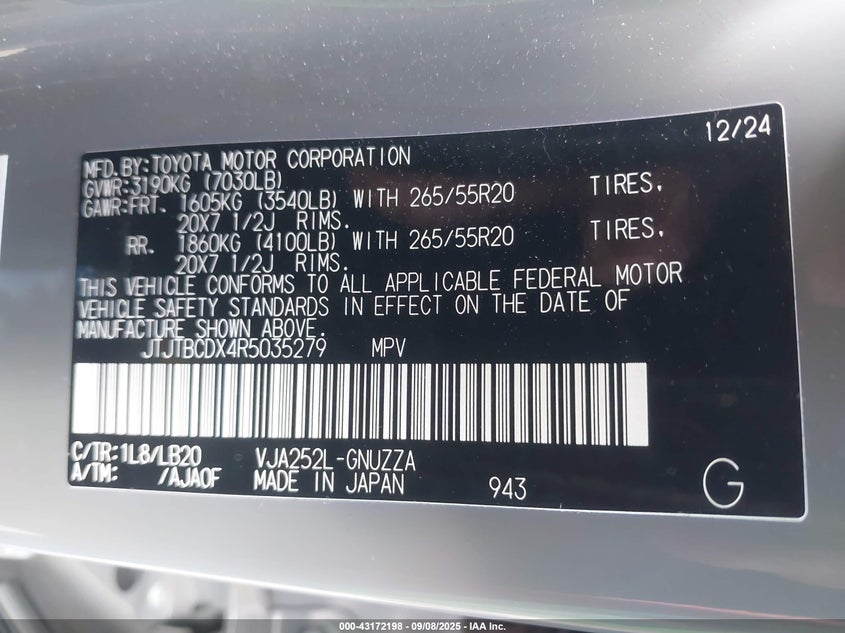 12/24
MFD.BY:TOYOTA MOTOR CORPORATION
GVWR:3190KG (7030LB)
GAWR:FRT. 1605KG (3540LB) WITH 265/55R20 TIRES,
20X7 1/2J RIMS.
RR. 1860KG (4100LB) WITH 265/55R20 TIRES,
20X7 1/2J RIMS.
THIS VEHICLE CONFORMS TO ALL APPLICABLE FEDERAL MOTOR
VEHICLE SAFETY STANDARDS IN EFFECT ON THE DATE OF
MANUFACTURE SHOWN ABOVE.
JTJTBCDX4R5035279 MPV
C/TR:1L8/LB20 VJA252L-GNUZZA
A/TM: /AJA0F MADE IN JAPAN 943 G
000-43172198 - 09/08/2025 - IAA Inc.